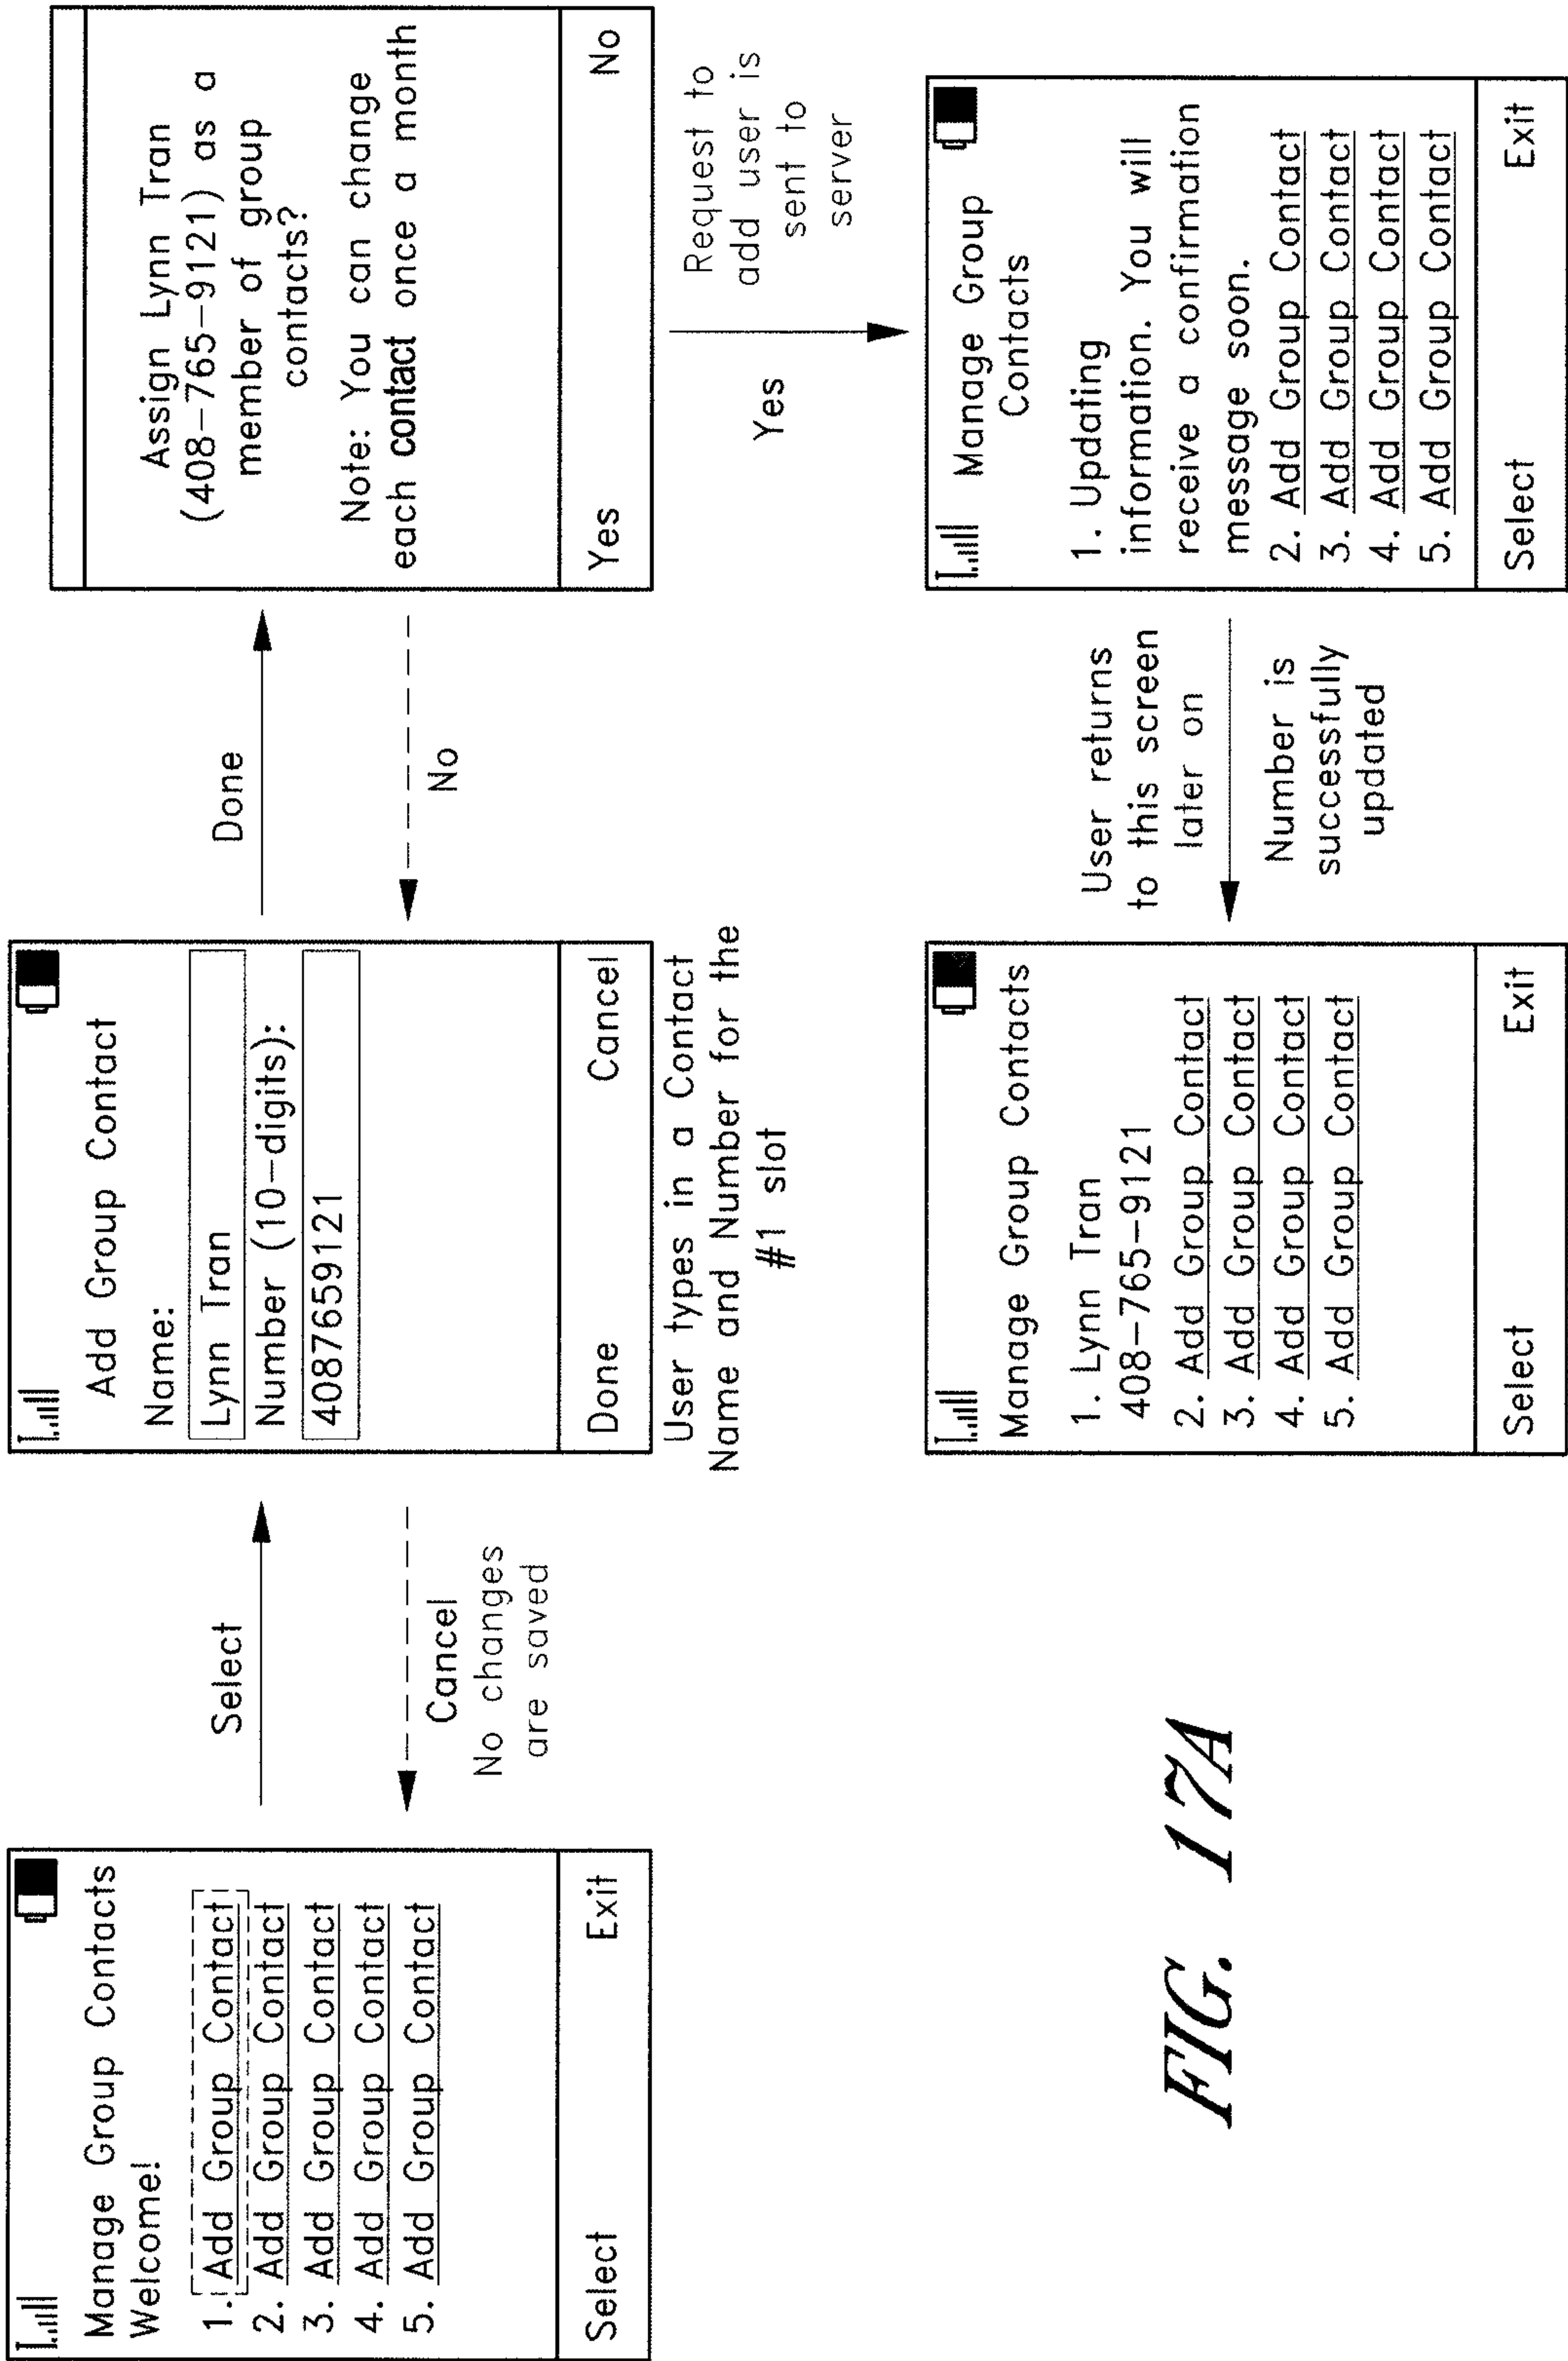 Manage Group Contacts
Welcome!
1. Add Group Contact
2. Add Group Contact
3. Add Group Contact
4. Add Group Contact
5. Add Group Contact
Select Exit
Select
Cancel
No changes
are saved
Add Group Contact
Name:
Lynn Tran
Number (10-digits):
4087659121
Done Cancel
User types in a Contact
Name and Number for the
#1 slot
Done
No
Assign Lynn Tran
(408-765-9121) as a
member of group
contacts?
Note: You can change
each contact once a month
Yes No
Yes
Request to
add user is
sent to
server
Manage Group
Contacts
1. Updating
information. You will
receive a confirmation
message soon.
2. Add Group Contact
3. Add Group Contact
4. Add Group Contact
5. Add Group Contact
Select Exit
User returns
to this screen
later on
Number is
successfully
updated
Manage Group Contacts
1. Lynn Tran
408-765-9121
2. Add Group Contact
3. Add Group Contact
4. Add Group Contact
5. Add Group Contact
Select Exit
FIG. 17A